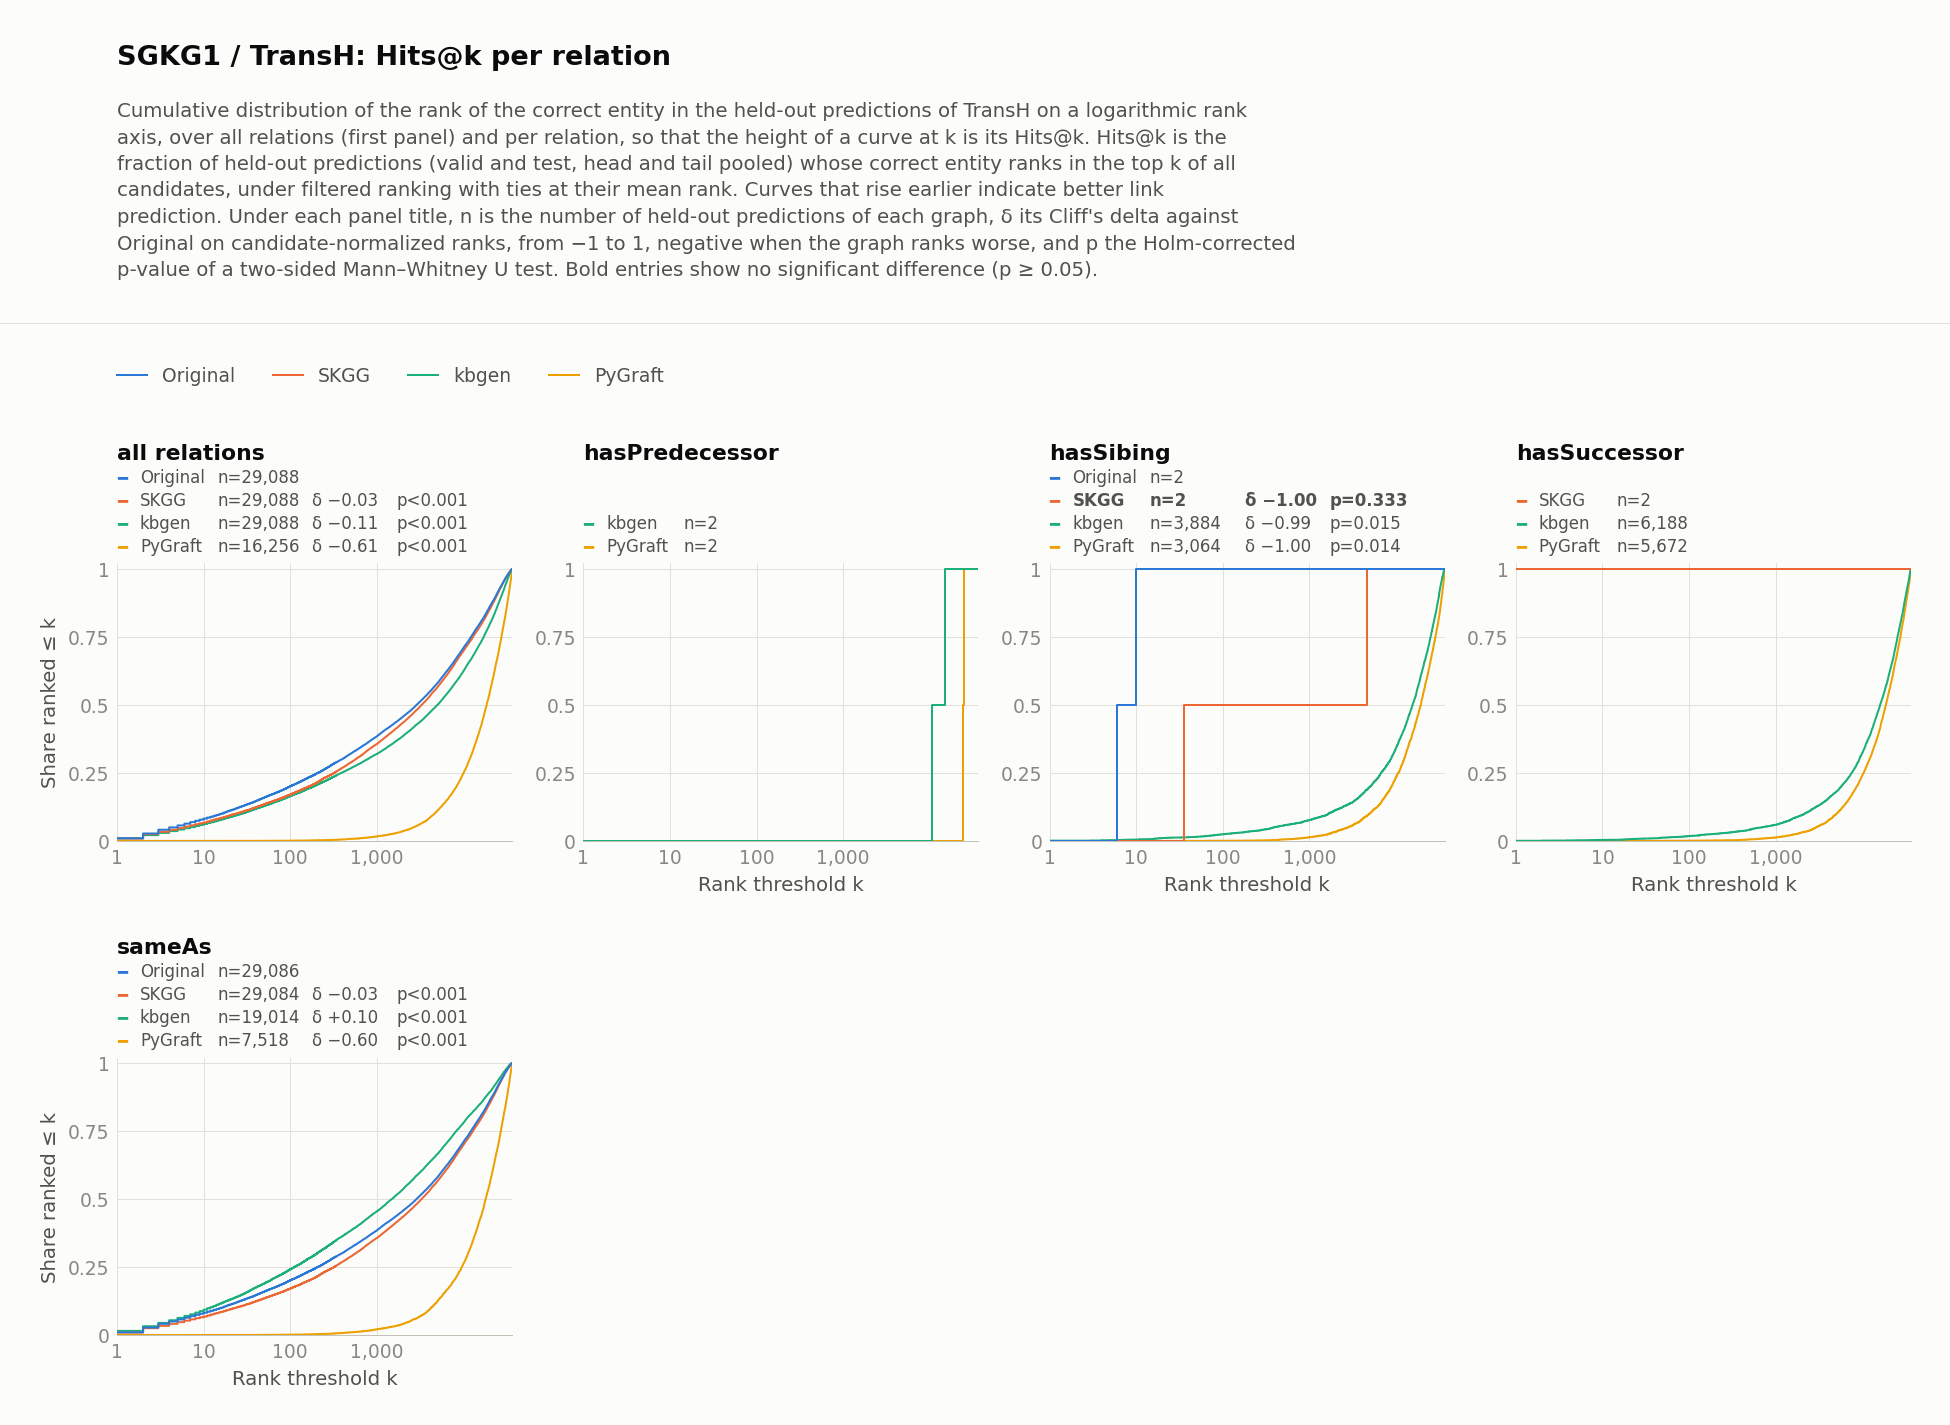 SGKG1 / TransH: Hits@k per relation
Cumulative distribution of the rank of the correct entity in the held-out predictions of TransH on a logarithmic rank
axis, over all relations (first panel) and per relation, so that the height of a curve at k is its Hits@k. Hits@k is the
fraction of held-out predictions (valid and test, head and tail pooled) whose correct entity ranks in the top k of all
candidates, under filtered ranking with ties at their mean rank. Curves that rise earlier indicate better link
prediction. Under each panel title, n is the number of held-out predictions of each graph, δ its Cliff's delta against
Original on candidate-normalized ranks, from −1 to 1, negative when the graph ranks worse, and p the Holm-corrected
p-value of a two-sided Mann–Whitney U test. Bold entries show no significant difference (p ≥ 0.05).
Original SKGG kbgen PyGraft
all relations
Original n=29,088
SKGG n=29,088 δ −0.03 p<0.001
kbgen n=29,088 δ −0.11 p<0.001
PyGraft n=16,256 δ −0.61 p<0.001
1
0.75
0.5
0.25
0
1 10 100 1,000
Share ranked ≤ k
hasPredecessor
kbgen n=2
PyGraft n=2
1
0.75
0.5
0.25
0
1 10 100 1,000
Rank threshold k
hasSibing
Original n=2
SKGG n=2 δ −1.00 p=0.333
kbgen n=3,884 δ −0.99 p=0.015
PyGraft n=3,064 δ −1.00 p=0.014
1
0.75
0.5
0.25
0
1 10 100 1,000
Rank threshold k
hasSuccessor
SKGG n=2
kbgen n=6,188
PyGraft n=5,672
1
0.75
0.5
0.25
0
1 10 100 1,000
Rank threshold k
sameAs
Original n=29,086
SKGG n=29,084 δ −0.03 p<0.001
kbgen n=19,014 δ +0.10 p<0.001
PyGraft n=7,518 δ −0.60 p<0.001
1
0.75
0.5
0.25
0
1 10 100 1,000
Share ranked ≤ k
Rank threshold k